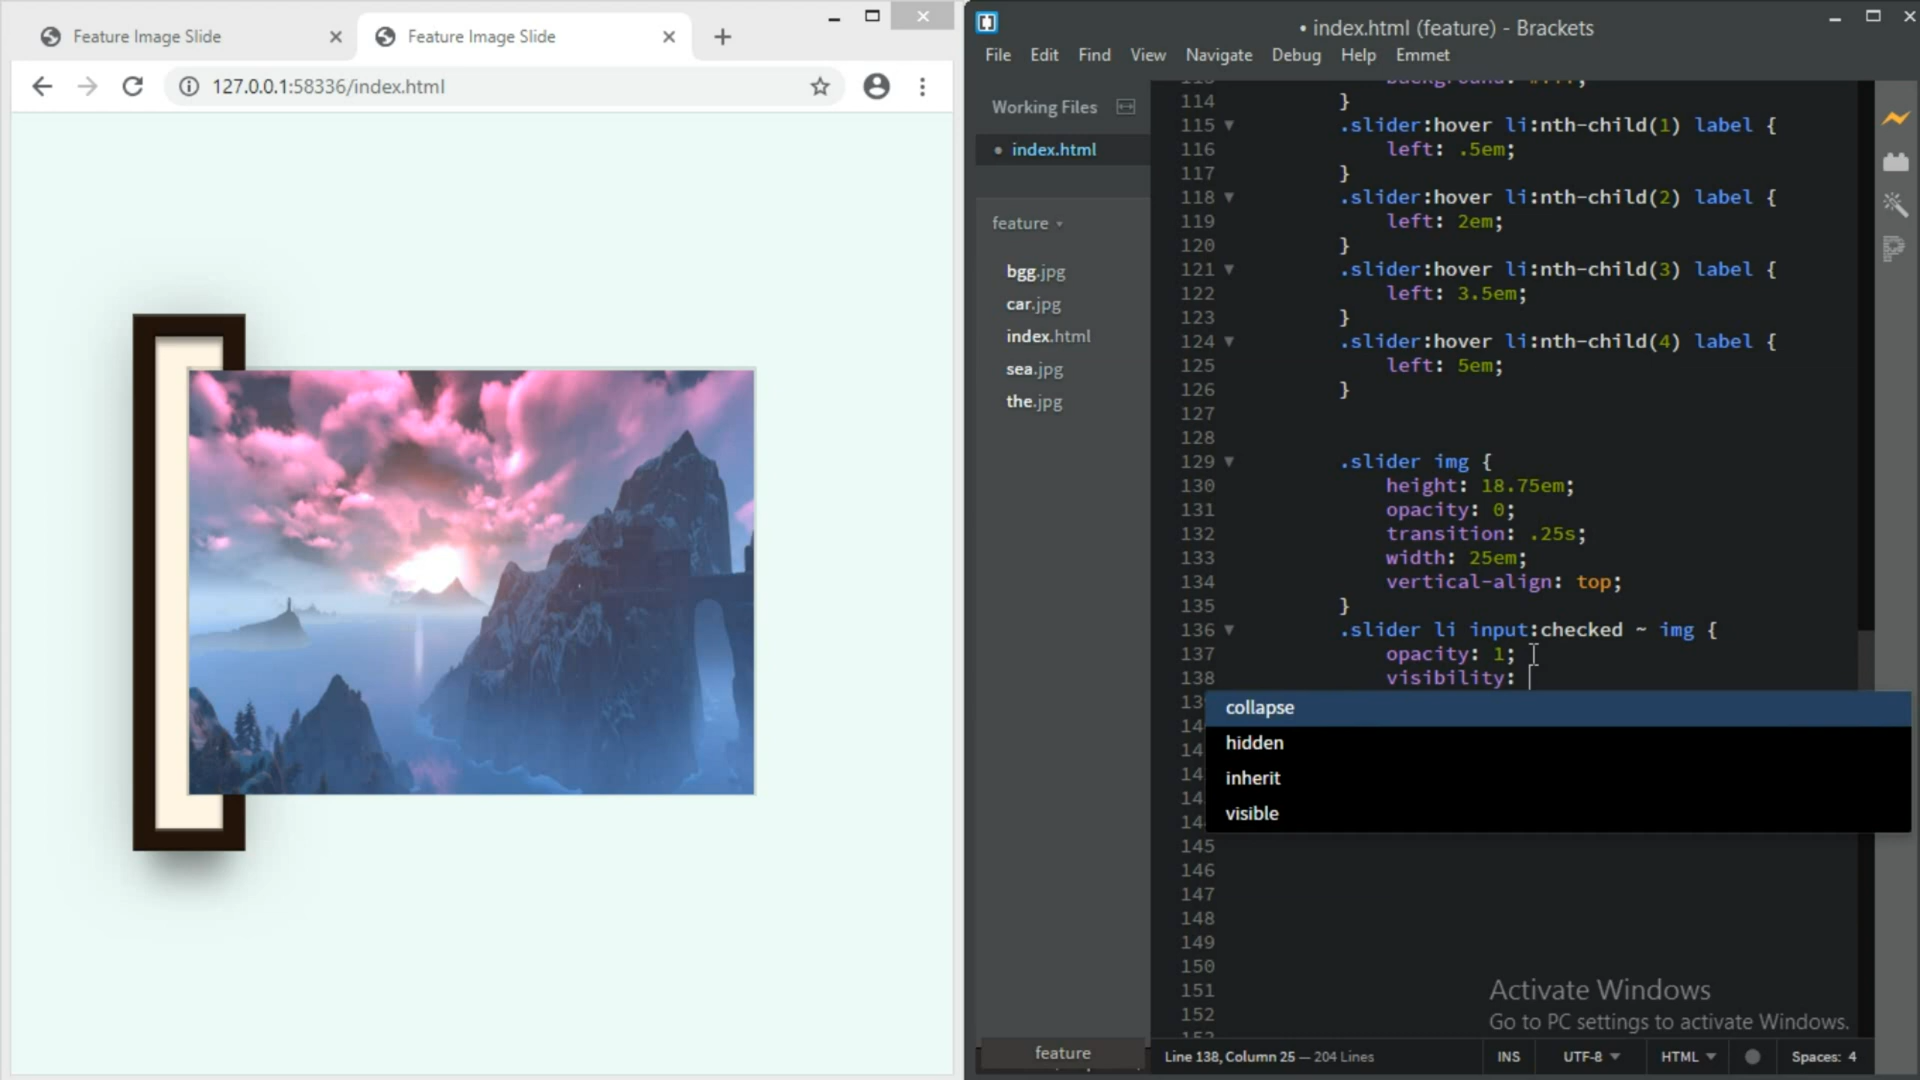 Feature Image Slide
Feature Image Slide
127.0.0.1:58336/index.html
• index.html (feature) - Brackets
File Edit Find View Navigate Debug Help Emmet
Working Files
• index.html
feature
bgg.jpg
car.jpg
index.html
sea.jpg
the.jpg
114 }
115 .slider:hover li:nth-child(1) label {
116 left: .5em;
117 }
118 .slider:hover li:nth-child(2) label {
119 left: 2em;
120 }
121 .slider:hover li:nth-child(3) label {
122 left: 3.5em;
123 }
124 .slider:hover li:nth-child(4) label {
125 left: 5em;
126 }
127
128
129 .slider img {
130 height: 18.75em;
131 opacity: 0;
132 transition: .25s;
133 width: 25em;
134 vertical-align: top;
135 }
136 .slider li input:checked ~ img {
137 opacity: 1;
138 visibility:
collapse
hidden
inherit
visible
145
146
147
148
149
150
151
152
Activate Windows
Go to PC settings to activate Windows.
feature
Line 138, Column 25 — 204 Lines
INS UTF-8 HTML Spaces: 4